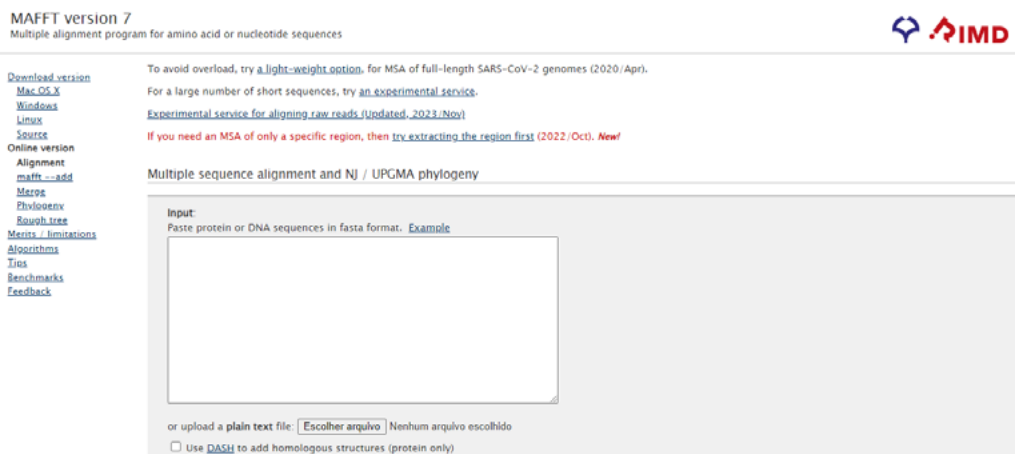 MAFFT version 7
Multiple alignment program for amino acid or nucleotide sequences
RIMD
Download version
Mac OS X
Windows
Linux
Source
Online version
Alignment
mafft --add
Merge
Phylogeny
Rough tree
Merits / limitations
Algorithms
Tips
Benchmarks
Feedback
To avoid overload, try a light-weight option, for MSA of full-length SARS-CoV-2 genomes (2020/Apr).
For a large number of short sequences, try an experimental service.
Experimental service for aligning raw reads (Updated, 2023/Nov)
If you need an MSA of only a specific region, then try extracting the region first (2022/Oct). New!
Multiple sequence alignment and NJ / UPGMA phylogeny
Input:
Paste protein or DNA sequences in fasta format. Example
or upload a plain text file: Escolher arquivo Nenhum arquivo escolhido
Use DASH to add homologous structures (protein only)